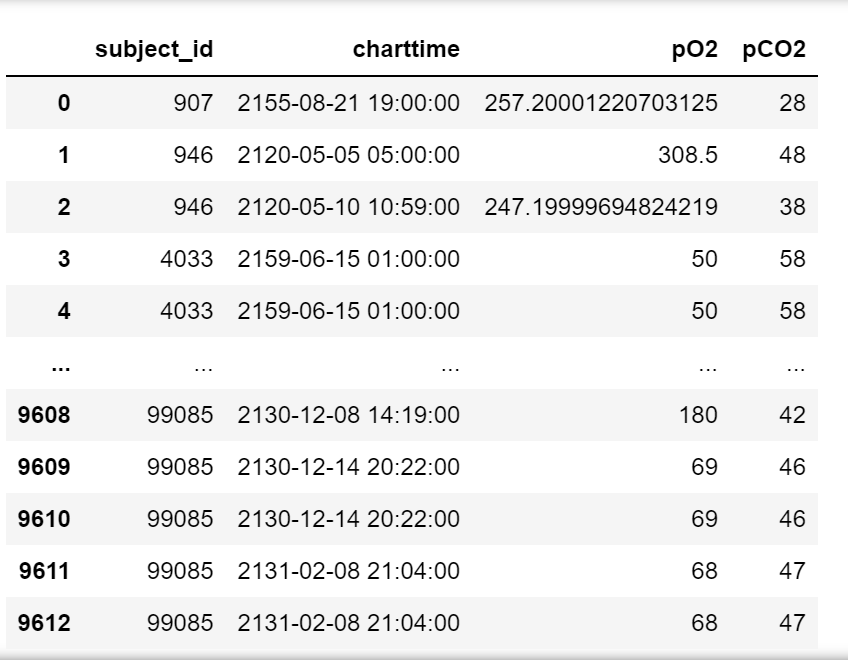 subject_id charttime pO2 pCO2
0 907 2155-08-21 19:00:00 257.20001220703125 28
1 946 2120-05-05 05:00:00 308.5 48
2 946 2120-05-10 10:59:00 247.19999694824219 38
3 4033 2159-06-15 01:00:00 50 58
4 4033 2159-06-15 01:00:00 50 58
... ... ... ... ...
9608 99085 2130-12-08 14:19:00 180 42
9609 99085 2130-12-14 20:22:00 69 46
9610 99085 2130-12-14 20:22:00 69 46
9611 99085 2131-02-08 21:04:00 68 47
9612 99085 2131-02-08 21:04:00 68 47